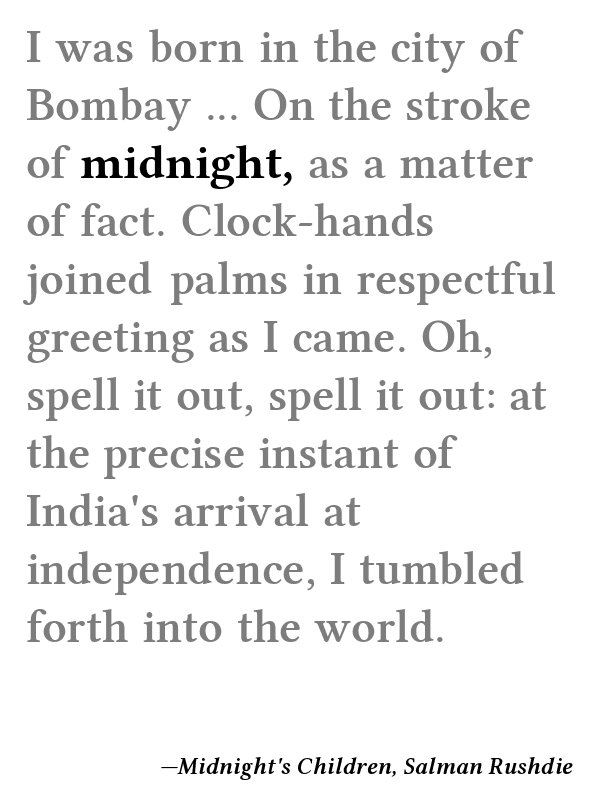 I was born in the city of
Bombay ... On the stroke
of midnight, as a matter
of fact. Clock-hands
joined palms in respectful
greeting as I came. Oh,
spell it out, spell it out: at
the precise instant of
India's arrival at
independence, I tumbled
forth into the world.
—Midnight's Children, Salman Rushdie